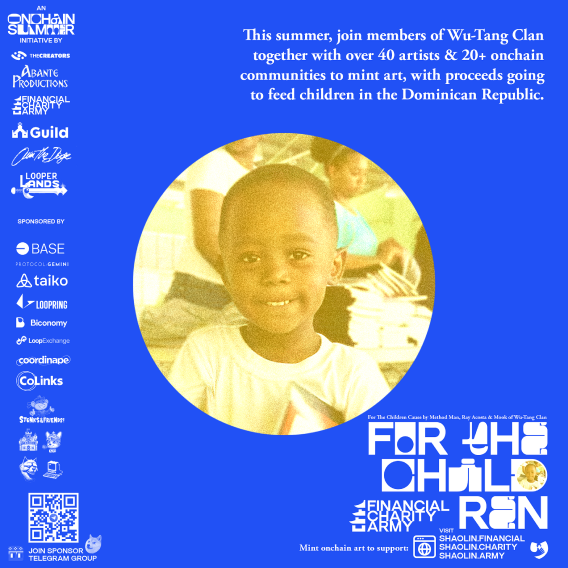 AN
ONCHAIN
SUMMER
INITIATIVE BY
THECREATORS
ABANTE
PRODUCTIONS
FINANCIAL
CHARITY
ARMY
Guild
Own The Doge
LOOPER
LANDS
SPONSORED BY
BASE
PROTOCOL:GEMINI
taiko
LOOPRING
Biconomy
LoopExchange
coordinape
CoLinks
This summer, join members of Wu-Tang Clan
together with over 40 artists & 20+ onchain
communities to mint art, with proceeds going
to feed children in the Dominican Republic.
For The Children Cause by Method Man, Ray Acosta & Mook of Wu-Tang Clan
FOR THE
CHILD
REN
FINANCIAL
CHARITY
ARMY
VISIT
Mint onchain art to support:
SHAOLIN.FINANCIAL
SHAOLIN.CHARITY
SHAOLIN.ARMY
JOIN SPONSOR
TELEGRAM GROUP